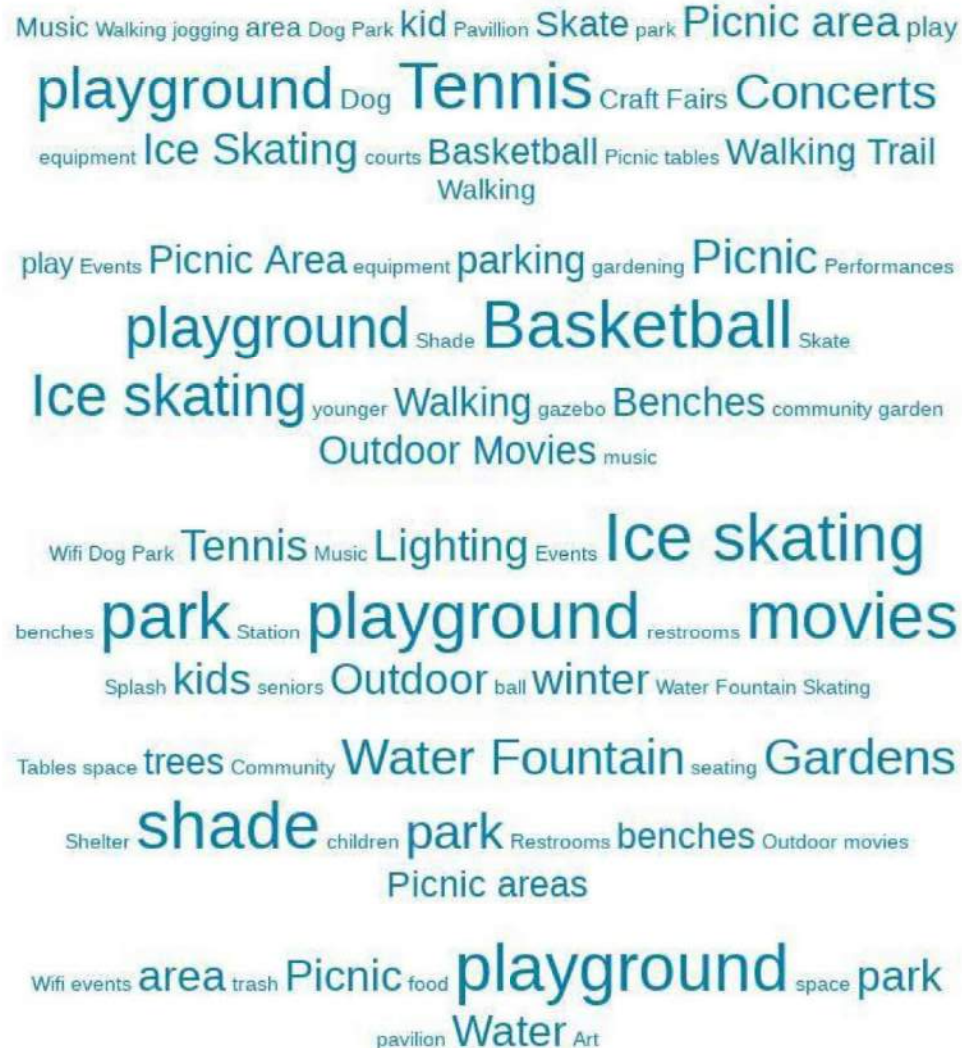 Music Walking jogging area Dog Park kid Pavillion Skate park Picnic area play
playground Dog Tennis Craft Fairs Concerts
equipment Ice Skating courts Basketball Picnic tables Walking Trail
Walking
play Events Picnic Area equipment parking gardening Picnic Performances
playground Shade Basketball Skate
Ice skating younger Walking gazebo Benches community garden
Outdoor Movies music
Wifi Dog Park Tennis Music Lighting Events Ice skating
benches park Station playground restrooms movies
Splash kids seniors Outdoor ball winter Water Fountain Skating
Tables space trees Community Water Fountain seating Gardens
Shelter shade children park Restrooms benches Outdoor movies
Picnic areas
Wifi events area trash Picnic food playground space park
pavilion Water Art